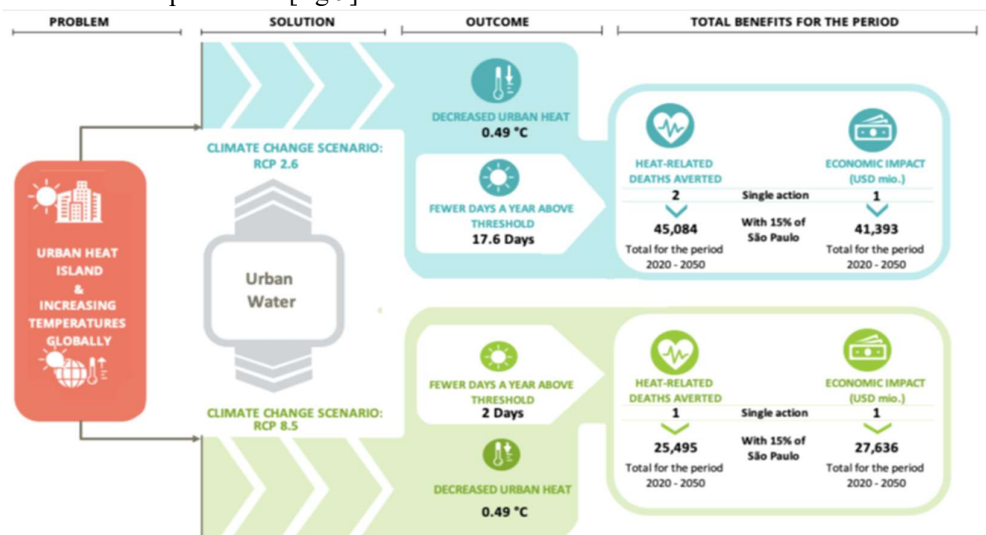 PROBLEM
SOLUTION
OUTCOME
TOTAL BENEFITS FOR THE PERIOD
URBAN HEAT
ISLAND
&
INCREASING
TEMPERATURES
GLOBALLY
CLIMATE CHANGE SCENARIO:
RCP 2.6
Urban
Water
CLIMATE CHANGE SCENARIO:
RCP 8.5
DECREASED URBAN HEAT
0.49 °C
FEWER DAYS A YEAR ABOVE
THRESHOLD
17.6 Days
HEAT-RELATED
DEATHS AVERTED
2
45,084
Total for the period
2020 - 2050
Single action
With 15% of
São Paulo
ECONOMIC IMPACT
(USD mio.)
1
41,393
Total for the period
2020 - 2050
FEWER DAYS A YEAR ABOVE
THRESHOLD
2 Days
DECREASED URBAN HEAT
0.49 °C
HEAT-RELATED
DEATHS AVERTED
1
25,495
Total for the period
2020 - 2050
Single action
With 15% of
São Paulo
ECONOMIC IMPACT
(USD mio.)
1
27,636
Total for the period
2020 - 2050